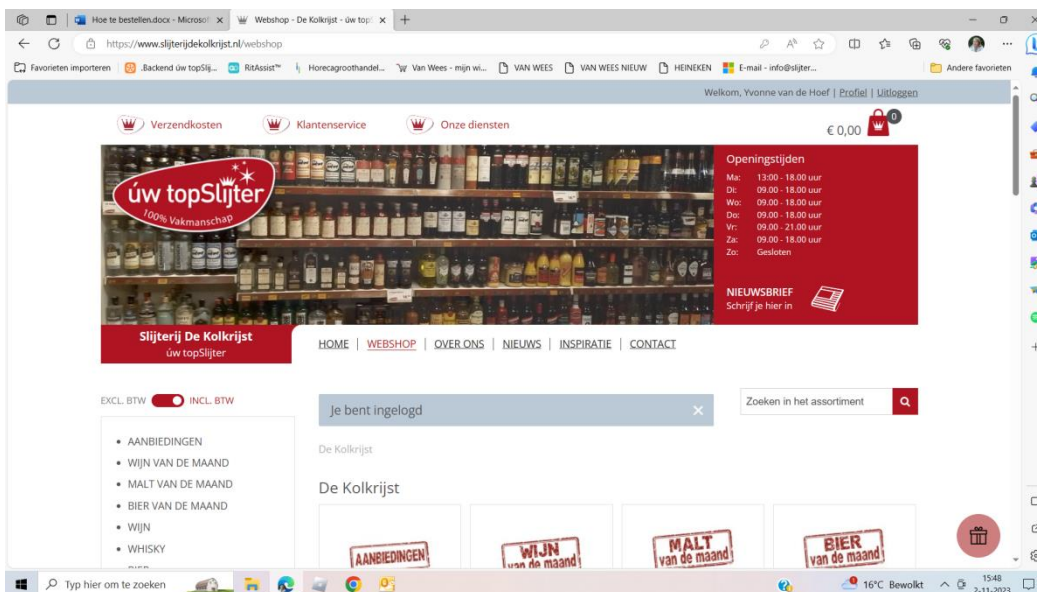 Hoe te bestellen.docx - Microsof
Webshop - De Kolkrijst - úw top
https://www.slijterijdekolkrijst.nl/webshop
Favorieten importeren
.Backend úw topSlij...
RitAssist™
Horecagroothandel...
Van Wees - mijn wi...
VAN WEES
VAN WEES NIEUW
HEINEKEN
E-mail - info@slijter...
Andere favorieten
Welkom, Yvonne van de Hoef | Profiel | Uitloggen
Verzendkosten
Klantenservice
Onze diensten
€ 0,00
0
úw topSlijter
100% Vakmanschap
Openingstijden
Ma: 13:00 - 18.00 uur
Di: 09.00 - 18.00 uur
Wo: 09.00 - 18.00 uur
Do: 09.00 - 18.00 uur
Vr: 09.00 - 21.00 uur
Za: 09.00 - 18.00 uur
Zo: Gesloten
NIEUWSBRIEF
Schrijf je hier in
Slijterij De Kolkrijst
úw topSlijter
HOME | WEBSHOP | OVER ONS | NIEUWS | INSPIRATIE | CONTACT
EXCL. BTW INCL. BTW
Je bent ingelogd
Zoeken in het assortiment
AANBIEDINGEN
WIJN VAN DE MAAND
MALT VAN DE MAAND
BIER VAN DE MAAND
WIJN
WHISKY
BIER
De Kolkrijst
De Kolkrijst
AANBIEDINGEN
WIJN
van de maand
MALT
van de maand
BIER
van de maand
Typ hier om te zoeken
16°C Bewolkt
15:48
2-11-2023